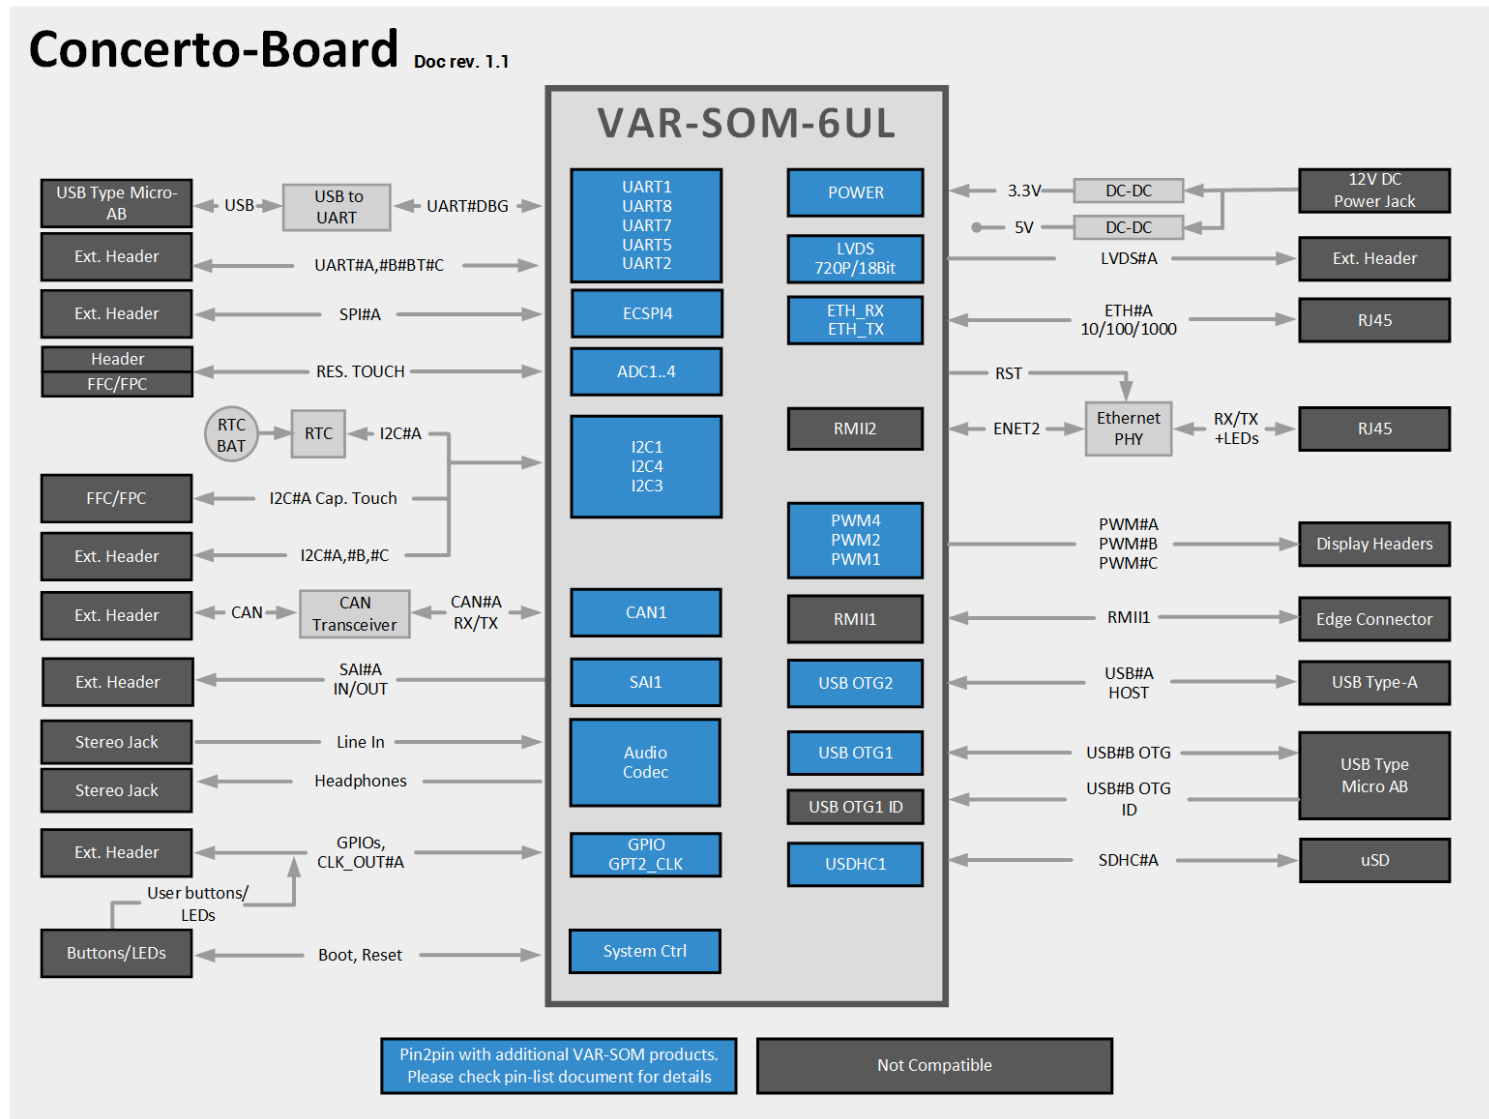 Concerto-Board Doc rev. 1.1
VAR-SOM-6UL
USB Type Micro-
AB
USB
USB to
UART
UART#DBG
Ext. Header
UART#A,#B#BT#C
UART1
UART8
UART7
UART5
UART2
Ext. Header
SPI#A
ECSPI4
Header
FFC/FPC
RES. TOUCH
ADC1..4
RTC
BAT
RTC
I2C#A
I2C1
I2C4
I2C3
FFC/FPC
I2C#A Cap. Touch
Ext. Header
I2C#A,#B,#C
Ext. Header
CAN
CAN
Transceiver
CAN#A
RX/TX
CAN1
Ext. Header
SAI#A
IN/OUT
SAI1
Stereo Jack
Line In
Stereo Jack
Headphones
Audio
Codec
Ext. Header
GPIOs,
CLK_OUT#A
GPIO
GPT2_CLK
User buttons/
LEDs
Buttons/LEDs
Boot, Reset
System Ctrl
POWER
3.3V
DC-DC
12V DC
Power Jack
5V
DC-DC
LVDS
720P/18Bit
LVDS#A
Ext. Header
ETH_RX
ETH_TX
ETH#A
10/100/1000
RJ45
RST
RMII2
ENET2
Ethernet
PHY
RX/TX
+LEDs
RJ45
PWM4
PWM2
PWM1
PWM#A
PWM#B
PWM#C
Display Headers
RMII1
RMII1
Edge Connector
USB OTG2
USB#A
HOST
USB Type-A
USB OTG1
USB#B OTG
USB Type
Micro AB
USB OTG1 ID
USB#B OTG
ID
USDHC1
SDHC#A
uSD
Pin2pin with additional VAR-SOM products.
Please check pin-list document for details
Not Compatible